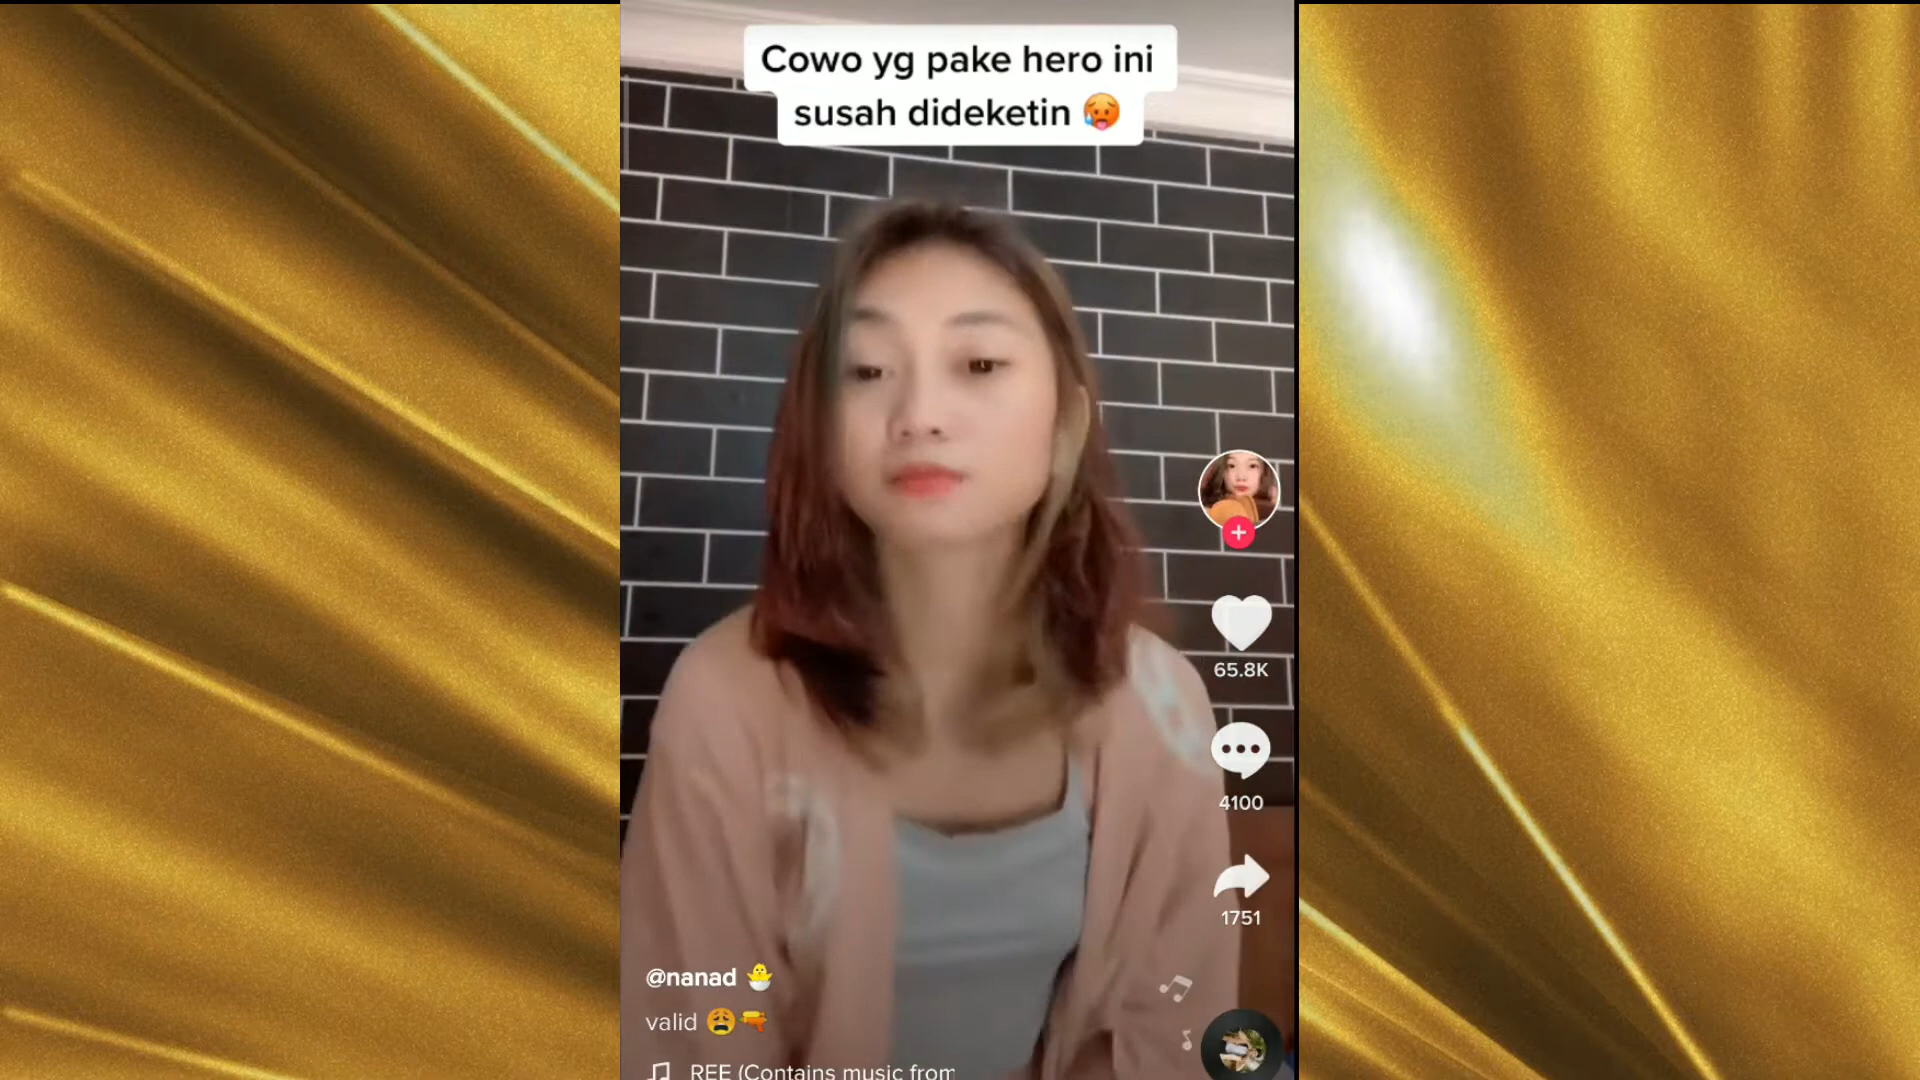 Cowo yg pake hero ini
susah dideketin 🥵
65.8K
4100
1751
@nanad 🐣
valid 😩🔫
REE (Contains music from